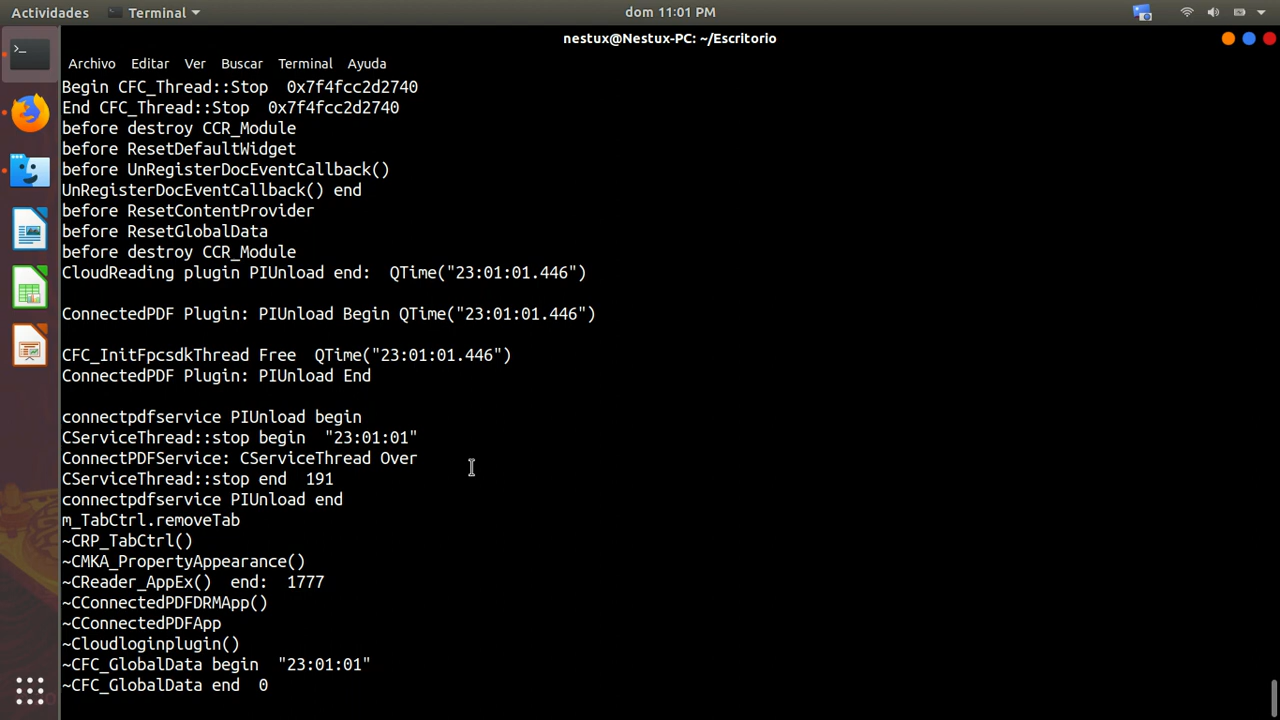 Actividades
Terminal
dom 11:01 PM
nestux@Nestux-PC: ~/Escritorio
Archivo Editar Ver Buscar Terminal Ayuda
Begin CFC_Thread::Stop  0x7f4fcc2d2740
End CFC_Thread::Stop  0x7f4fcc2d2740
before destroy CCR_Module
before ResetDefaultWidget
before UnRegisterDocEventCallback()
UnRegisterDocEventCallback() end
before ResetContentProvider
before ResetGlobalData
before destroy CCR_Module
CloudReading plugin PIUnload end:  QTime("23:01:01.446")
ConnectedPDF Plugin: PIUnload Begin QTime("23:01:01.446")
CFC_InitFpcsdkThread Free  QTime("23:01:01.446")
ConnectedPDF Plugin: PIUnload End
connectpdfservice PIUnload begin
CServiceThread::stop begin  "23:01:01"
ConnectPDFService: CServiceThread Over
CServiceThread::stop end  191
connectpdfservice PIUnload end
m_TabCtrl.removeTab
~CRP_TabCtrl()
~CMKA_PropertyAppearance()
~CReader_AppEx()  end:  1777
~CConnectedPDFDRMApp()
~CConnectedPDFApp
~Cloudloginplugin()
~CFC_GlobalData begin  "23:01:01"
~CFC_GlobalData end  0